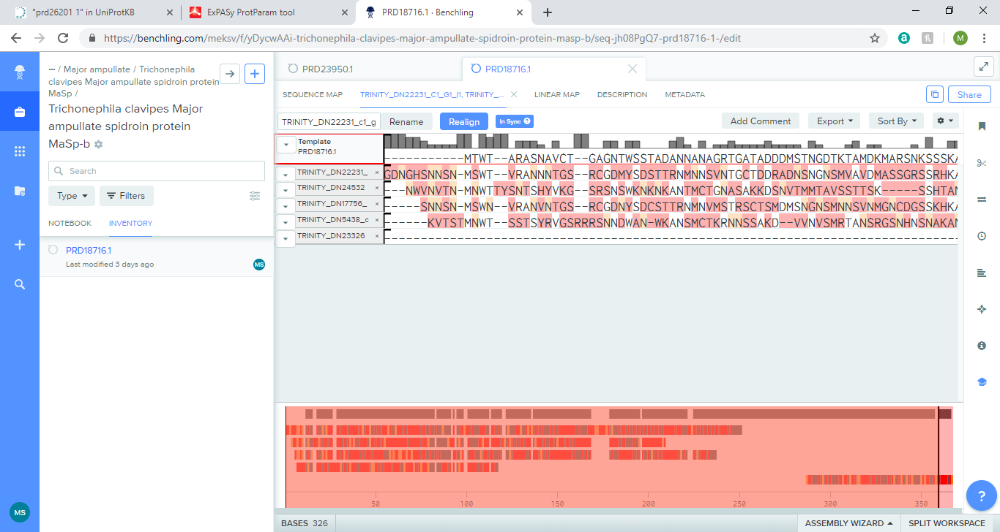 "prd26201 1" in UniProtKB
ExPASy ProtParam tool
PRD18716.1 · Benchling
https://benchling.com/meksv/f/yDycwAAi-trichonephila-clavipes-major-ampullate-spidroin-protein-masp-b/seq-jh08PgQ7-prd18716-1-/edit
a
M
··· / Major ampullate / Trichonephila
clavipes Major ampullate spidroin protein
MaSp /
Trichonephila clavipes Major
ampullate spidroin protein
MaSp-b
Search
Type
Filters
NOTEBOOK
INVENTORY
PRD18716.1
Last modified 3 days ago
MS
MS
PRD23950.1
PRD18716.1
SEQUENCE MAP
TRINITY_DN22231_C1_G1_I1, TRINITY_...
LINEAR MAP
DESCRIPTION
METADATA
Share
TRINITY_DN22231_c1_g
Rename
Realign
In Sync ?
Add Comment
Export
Sort By
Template
PRD18716.1
-----------MTWT--ARASNAVCT--GAGNTWSSTADANNANAGRTGATADDDMSTNGDTKTAMDKMARSNKSSSKA
TRINITY_DN22231_ ×
GDNGHSNNSN-MSWT--VRANNNTGS--RCGDMYSDSTTRNMNNSVNTGCTDDRADNSNGNSMVAVDMASSGRSSRHKA
TRINITY_DN24532 ×
---NWVNVTN-MNWTTYSNTSHYVKG--SRSNSWKNKNKANTMCTGNASAKKDSNVTMMTAVSSTTSK-----SSHTAN
TRINITY_DN17756_ ×
-----SNNSN-MSWN--VRANNNTGS--RCGDNYSDCSTTRNMNVMSTRSCTSMDMSNGNSMNNSVNMGNCDGSSKHKA
TRINITY_DN5438_c ×
------KVTSTMNWT--SSTSYRVGSRRRSNNDWAN-WKANSMCTKRNNSSAKD--VVNVSMRTANSRGSNHNSNAKAN
TRINITY_DN23326 ×
50 100 150 200 250 300 350
?
BASES 326
ASSEMBLY WIZARD
SPLIT WORKSPACE